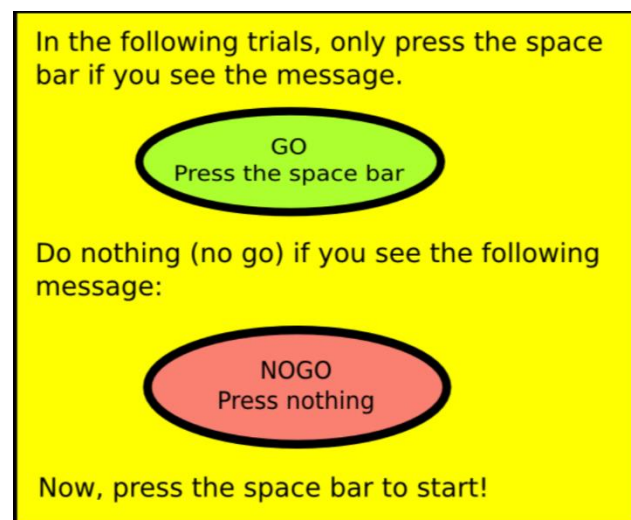 In the following trials, only press the space
bar if you see the message.
GO
Press the space bar
Do nothing (no go) if you see the following
message:
NOGO
Press nothing
Now, press the space bar to start!